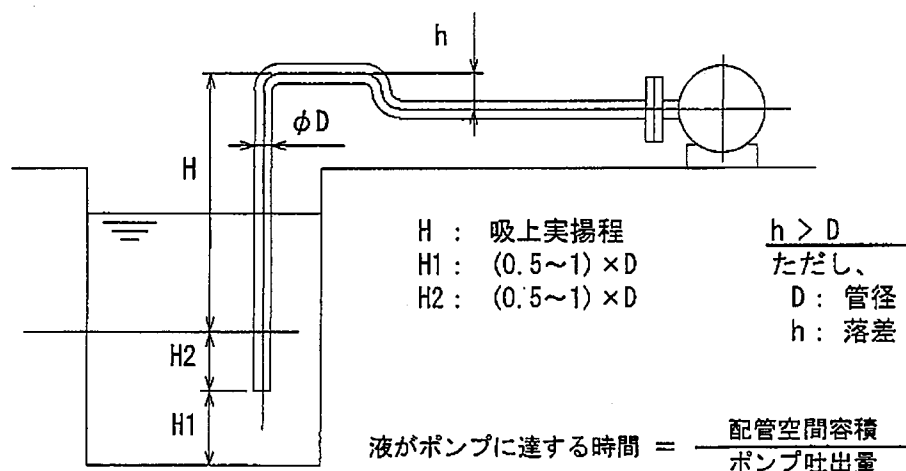 h
φD
H
H : 吸上実揚程
H1 : (0.5~1) ×D
H2 : (0.5~1) ×D
h > D
ただし、
D : 管径
h : 落差
H2
H1
液がポンプに達する時間 = 配管空間容積
ポンプ吐出量